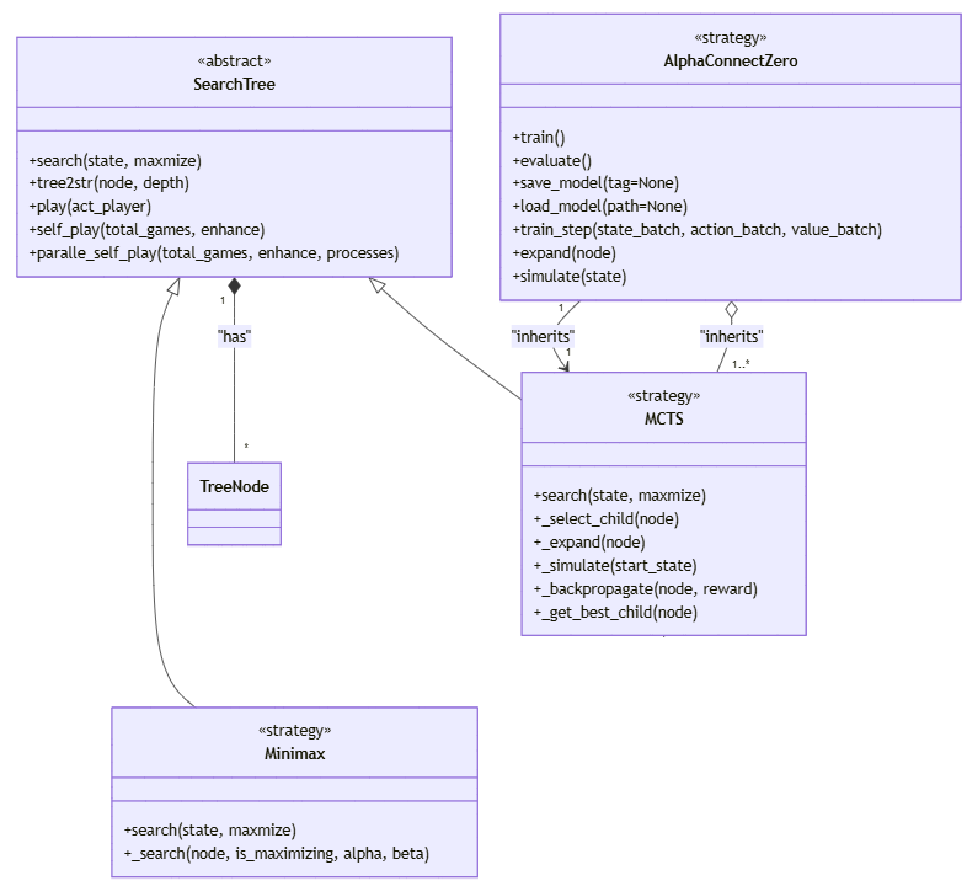 «abstract»
SearchTree
+search(state, maxmize)
+tree2str(node, depth)
+play(act_player)
+self_play(total_games, enhance)
+paralle_self_play(total_games, enhance, processes)
«strategy»
AlphaConnectZero
+train()
+evaluate()
+save_model(tag=None)
+load_model(path=None)
+train_step(state_batch, action_batch, value_batch)
+expand(node)
+simulate(state)
1
"has"
*
1
"inherits"
1
"inherits"
1..*
TreeNode
«strategy»
MCTS
+search(state, maxmize)
+_select_child(node)
+_expand(node)
+_simulate(start_state)
+_backpropagate(node, reward)
+_get_best_child(node)
«strategy»
Minimax
+search(state, maxmize)
+_search(node, is_maximizing, alpha, beta)